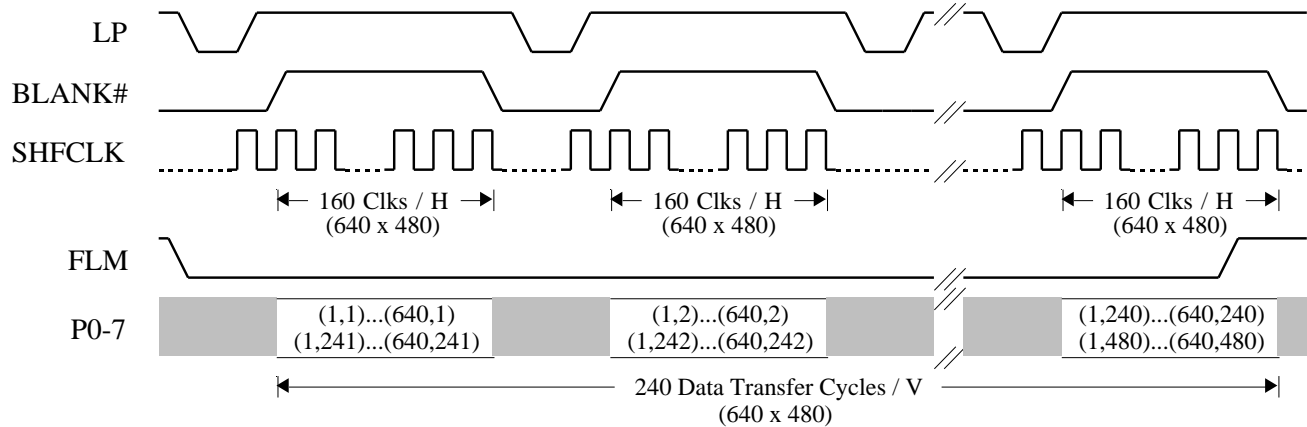 LP
BLANK#
SHFCLK
160 Clks / H
(640 x 480)
160 Clks / H
(640 x 480)
160 Clks / H
(640 x 480)
FLM
P0-7
(1,1)...(640,1)
(1,241)...(640,241)
(1,2)...(640,2)
(1,242)...(640,242)
(1,240)...(640,240)
(1,480)...(640,480)
240 Data Transfer Cycles / V
(640 x 480)